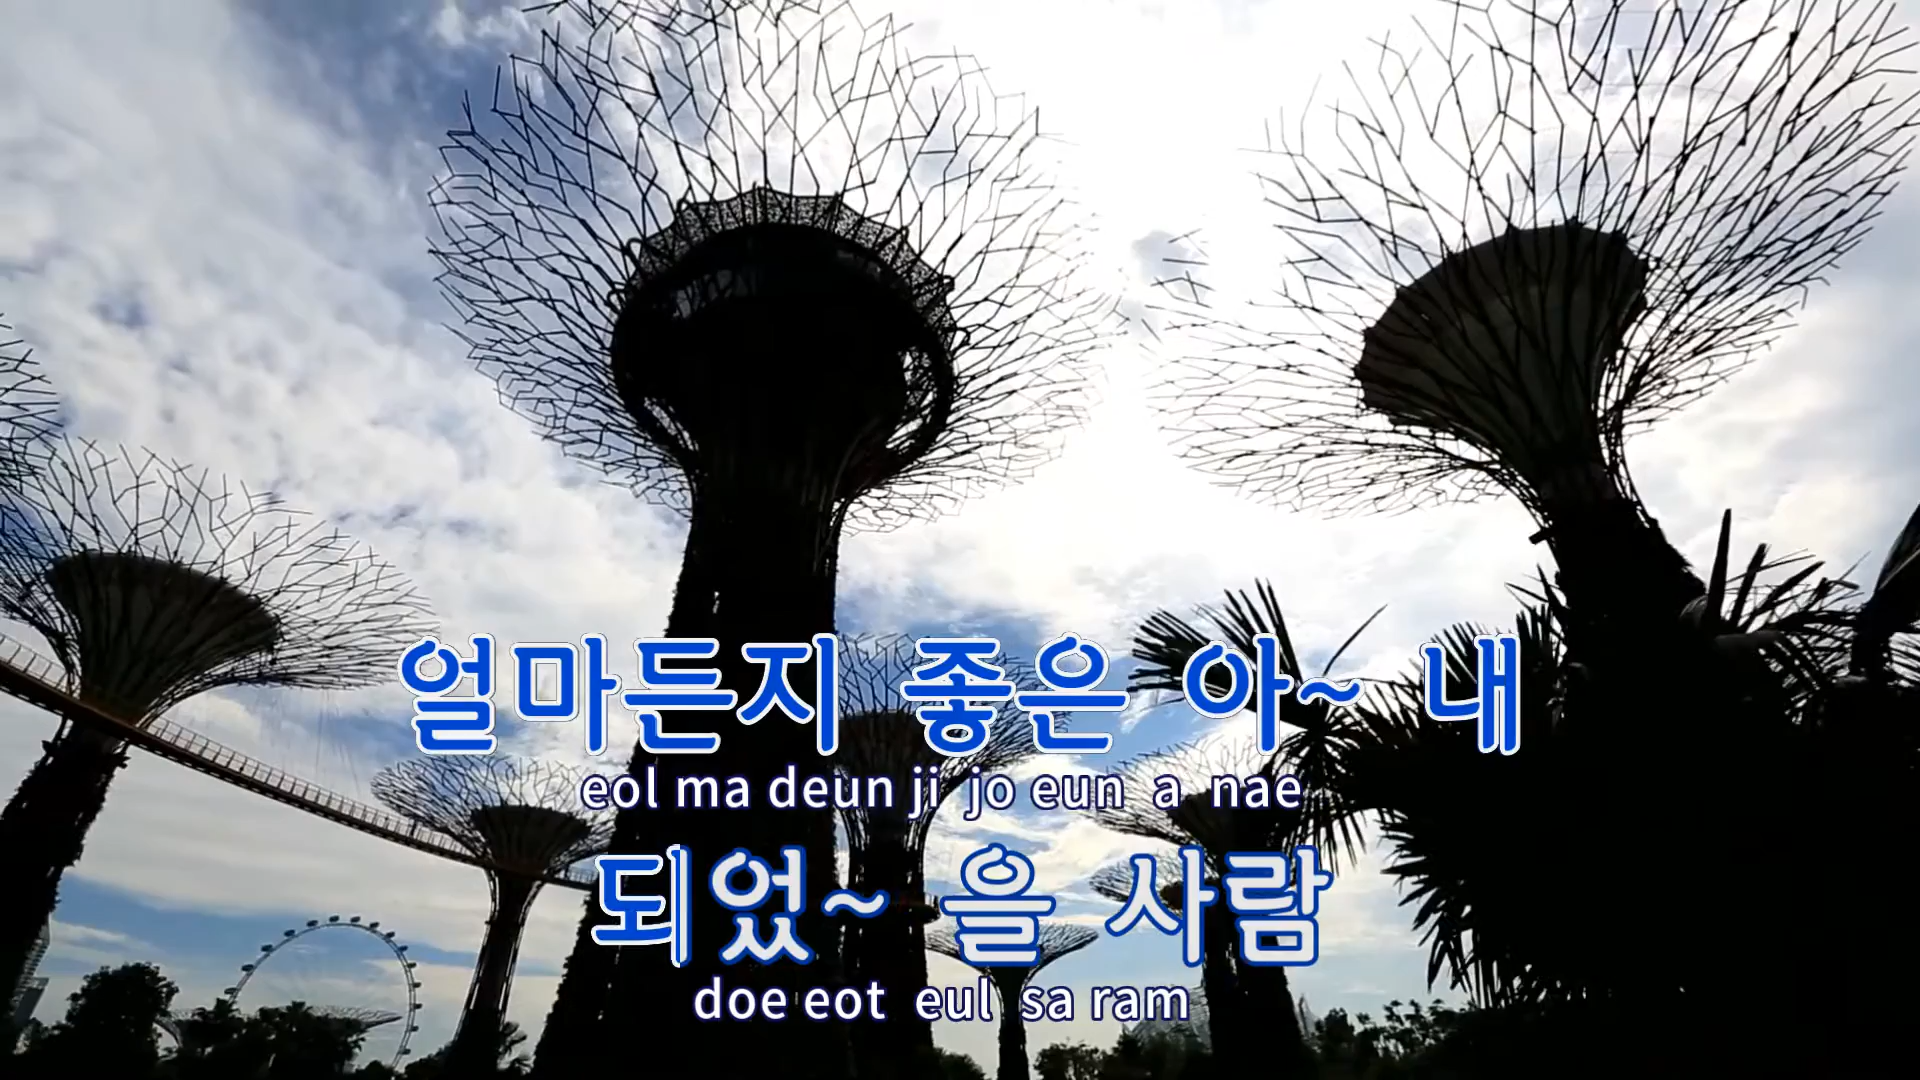 얼마든지 좋은 아~ 내
eol ma deun ji jo eun a nae
되었~ 을 사람
doe eot eul sa ram